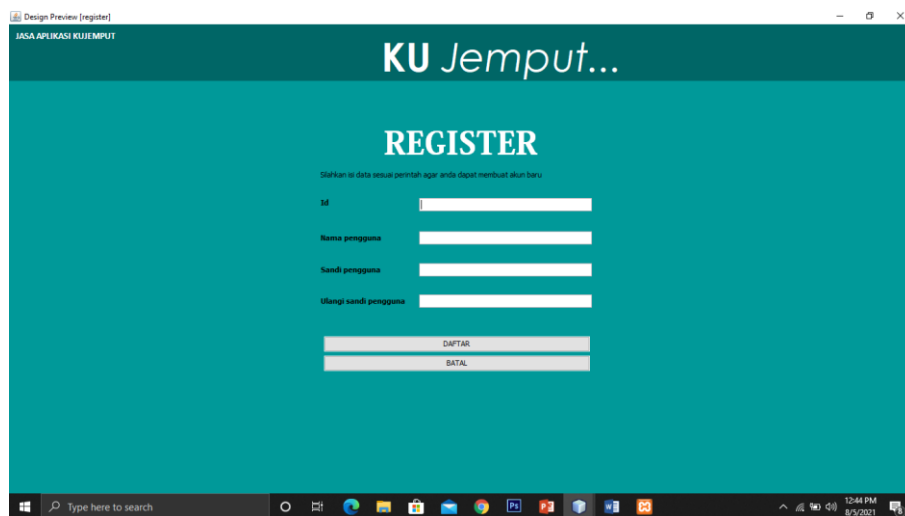 Design Preview [register]
JASA APLIKASI KUJEMPUT
KU Jemput...
REGISTER
Silahkan isi data sesuai perintah agar anda dapat membuat akun baru
Id
Nama pengguna
Sandi pengguna
Ulangi sandi pengguna
DAFTAR
BATAL
Type here to search
Ps
12:44 PM
8/5/2021